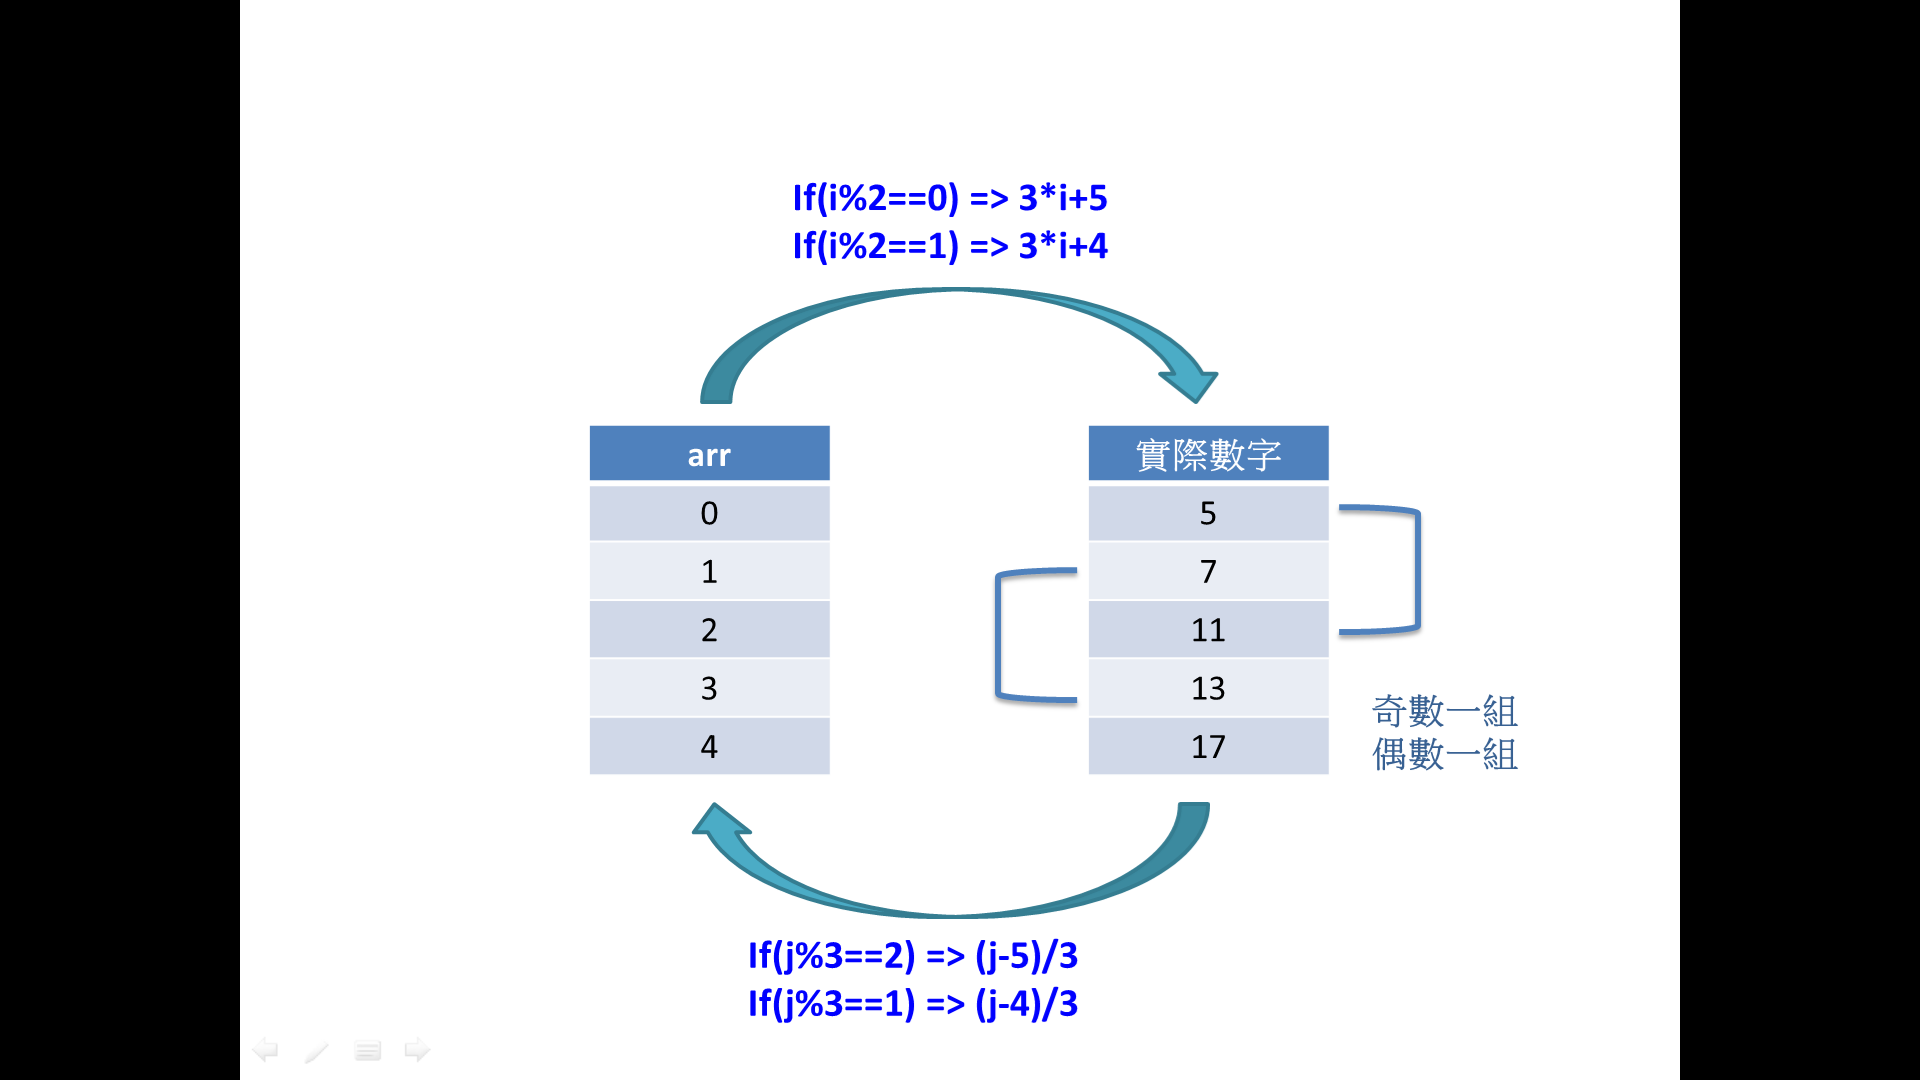 If(i%2==0) => 3*i+5
If(i%2==1) => 3*i+4
arr
0
1
2
3
4
實際數字
5
7
11
13
17
奇數一組
偶數一組
If(j%3==2) => (j-5)/3
If(j%3==1) => (j-4)/3